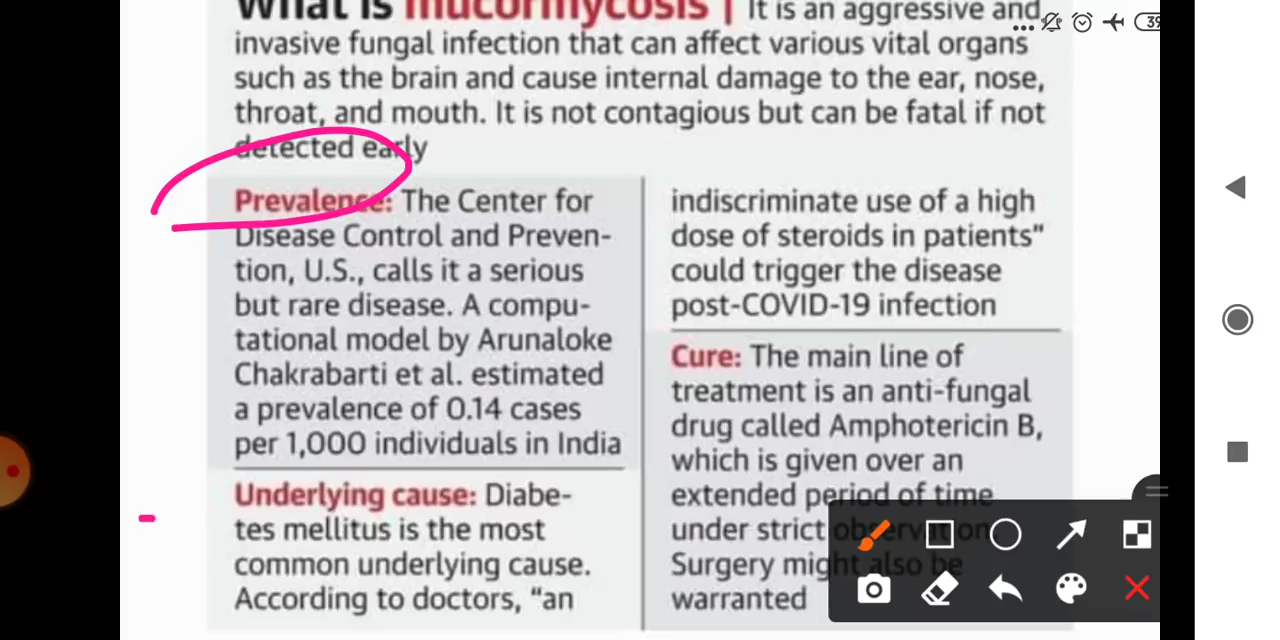 What is mucormycosis | It is an aggressive and
invasive fungal infection that can affect various vital organs
such as the brain and cause internal damage to the ear, nose,
throat, and mouth. It is not contagious but can be fatal if not
detected early
Prevalence: The Center for
Disease Control and Preven-
tion, U.S., calls it a serious
but rare disease. A compu-
tational model by Arunaloke
Chakrabarti et al. estimated
a prevalence of 0.14 cases
per 1,000 individuals in India
Underlying cause: Diabe-
tes mellitus is the most
common underlying cause.
According to doctors, “an
indiscriminate use of a high
dose of steroids in patients”
could trigger the disease
post-COVID-19 infection
Cure: The main line of
treatment is an anti-fungal
drug called Amphotericin B,
which is given over an
extended period of time
under strict observation.
Surgery might also be
warranted
39